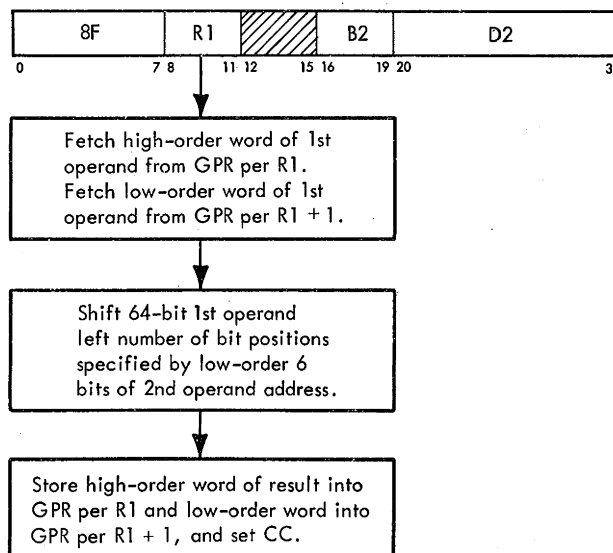 8F R1 B2 D2
0 7 8 11 12 15 16 19 20 3
Fetch high-order word of 1st
operand from GPR per R1.
Fetch low-order word of 1st
operand from GPR per R1 + 1.
Shift 64-bit 1st operand
left number of bit positions
specified by low-order 6
bits of 2nd operand address.
Store high-order word of result into
GPR per R1 and low-order word into
GPR per R1 + 1, and set CC.